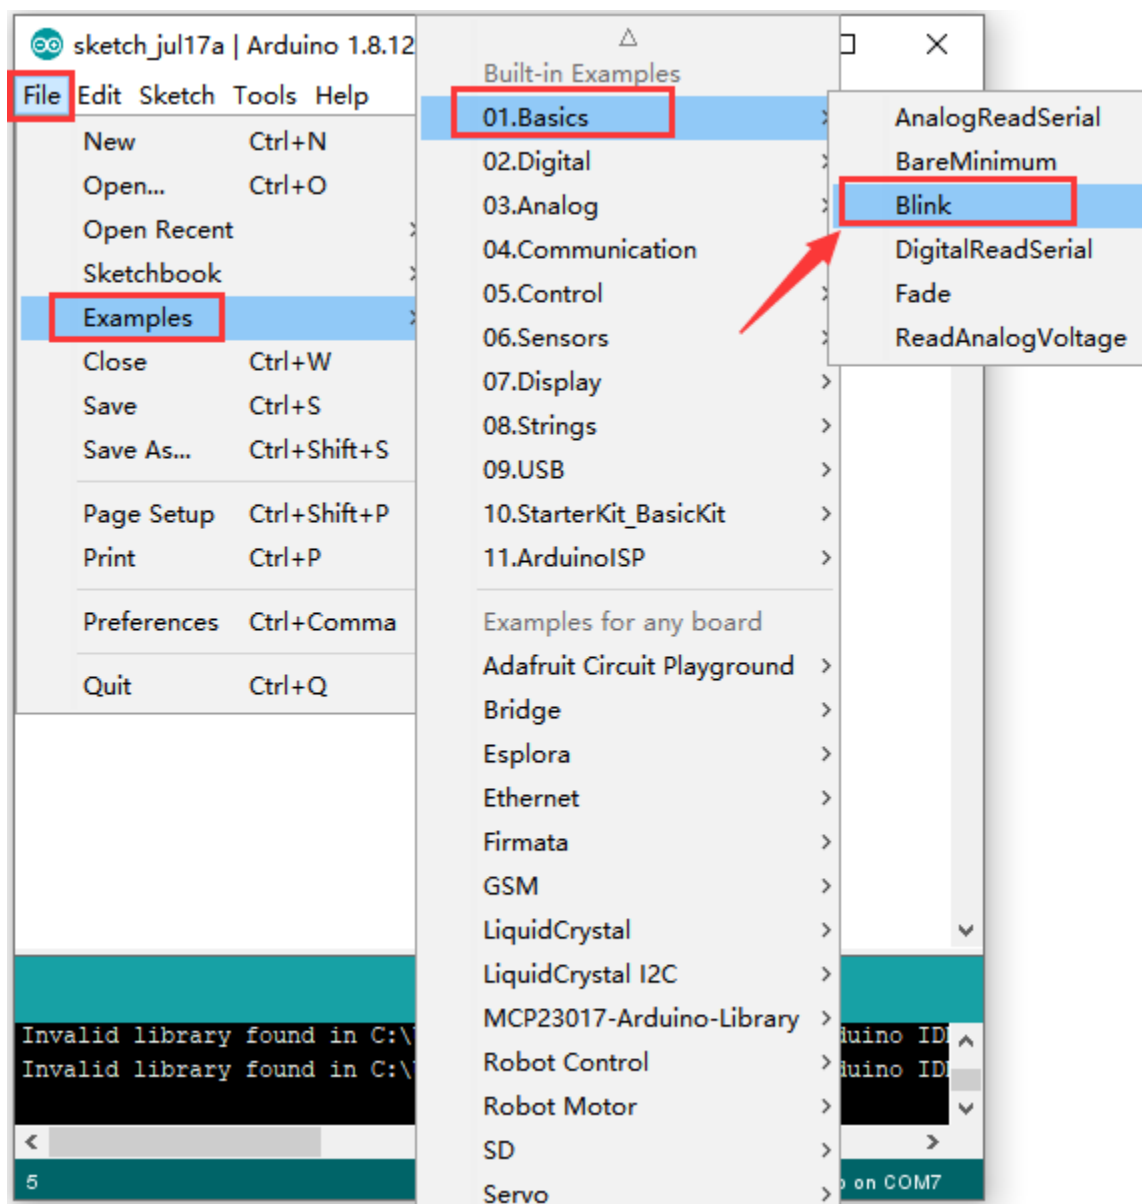 sketch_jul17a | Arduino 1.8.12
File Edit Sketch Tools Help
New Ctrl+N
Open... Ctrl+O
Open Recent
Sketchbook
Examples
Close Ctrl+W
Save Ctrl+S
Save As... Ctrl+Shift+S
Page Setup Ctrl+Shift+P
Print Ctrl+P
Preferences Ctrl+Comma
Quit Ctrl+Q
Built-in Examples
01.Basics
02.Digital
03.Analog
04.Communication
05.Control
06.Sensors
07.Display
08.Strings
09.USB
10.StarterKit_BasicKit
11.ArduinoISP
Examples for any board
Adafruit Circuit Playground
Bridge
Esplora
Ethernet
Firmata
GSM
LiquidCrystal
LiquidCrystal I2C
MCP23017-Arduino-Library
Robot Control
Robot Motor
SD
Servo
AnalogReadSerial
BareMinimum
Blink
DigitalReadSerial
Fade
ReadAnalogVoltage
Invalid library found in C:\
Invalid library found in C:\
5 on COM7